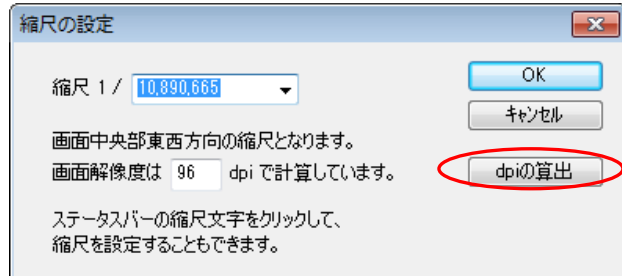 縮尺の設定
縮尺 1 / 10,890,665
OK
キャンセル
画面中央部東西方向の縮尺となります。
画面解像度は 96 dpi で計算しています。
dpiの算出
ステータスバーの縮尺文字をクリックして、
縮尺を設定することもできます。